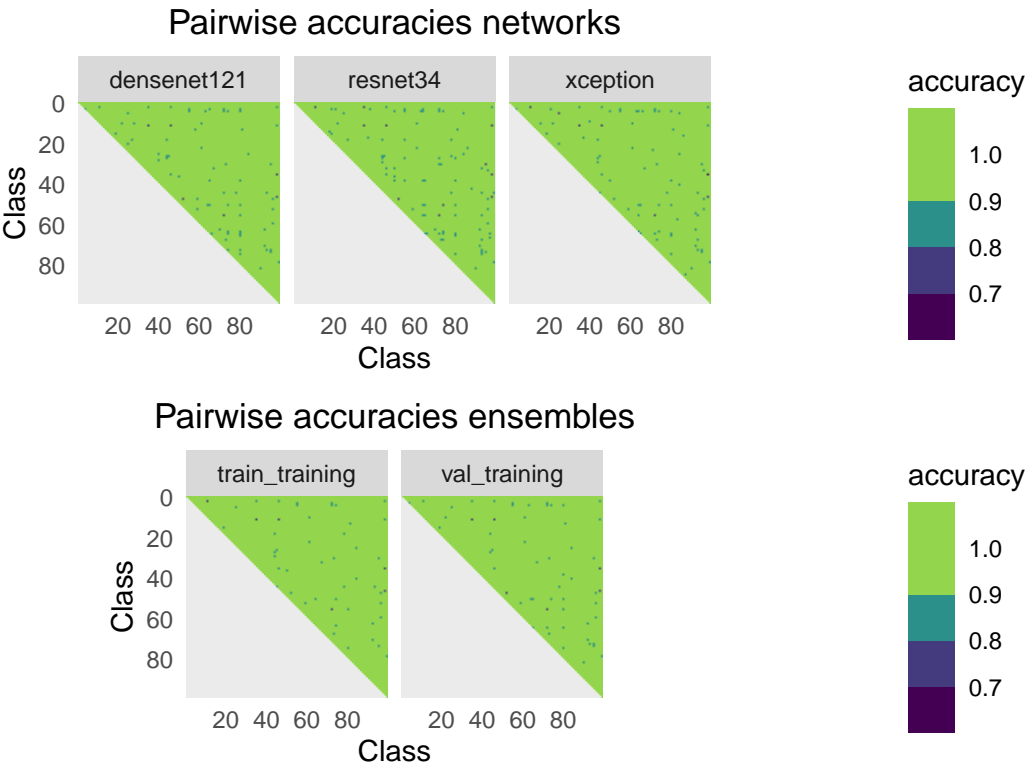 Pairwise accuracies networks
densenet121 resnet34 xception
accuracy
0
20
40
60
80
Class
1.0
0.9
0.8
0.7
20 40 60 80 20 40 60 80 20 40 60 80
Class
Pairwise accuracies ensembles
train_training val_training
accuracy
0
20
40
60
80
Class
1.0
0.9
0.8
0.7
20 40 60 80 20 40 60 80
Class